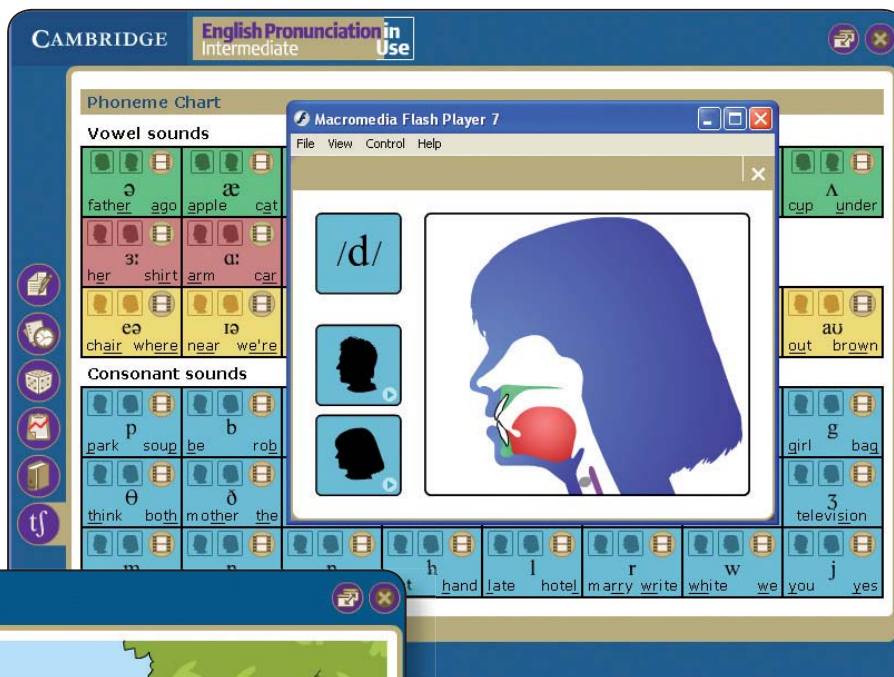 CAMBRIDGE
English Pronunciation in
Intermediate Use
Phoneme Chart
Vowel sounds
Macromedia Flash Player 7
File View Control Help
/d/
ə
father ago
æ
apple cat
ʌ
cup under
ɜː
her shirt
ɑː
arm car
eə
chair where
ɪə
near we're
aʊ
out brown
Consonant sounds
p
park soup
b
be rob
g
girl bag
θ
think both
ð
mother the
ʒ
television
h
hand
l
late hotel
r
marry write
w
white we
j
you yes
tʃ